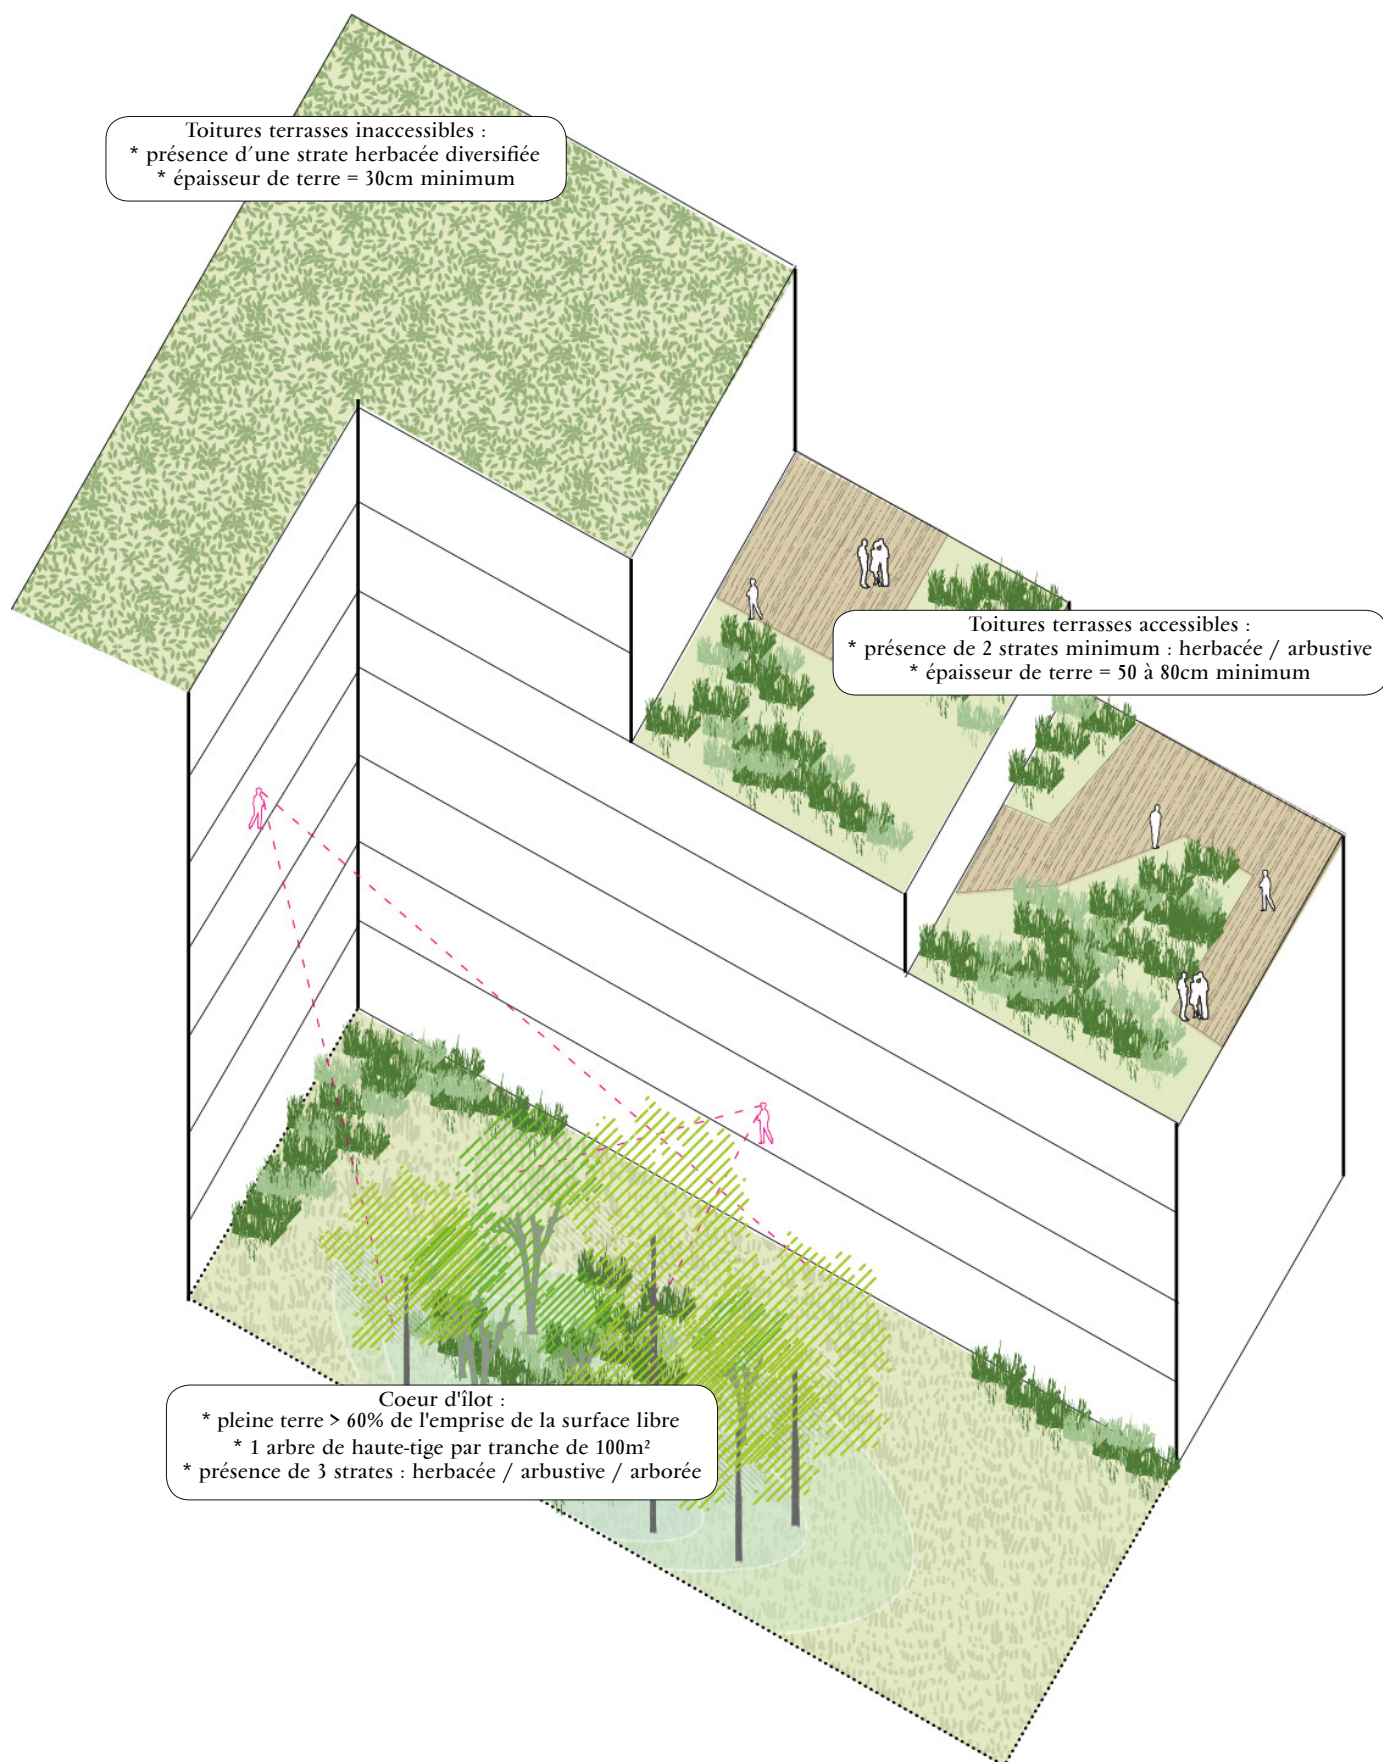 Toitures terrasses inaccessibles :
* présence d'une strate herbacée diversifiée
* épaisseur de terre = 30cm minimum
Toitures terrasses accessibles :
* présence de 2 strates minimum : herbacée / arbustive
* épaisseur de terre = 50 à 80cm minimum
Coeur d'îlot :
* pleine terre > 60% de l'emprise de la surface libre
* 1 arbre de haute-tige par tranche de 100m²
* présence de 3 strates : herbacée / arbustive / arborée